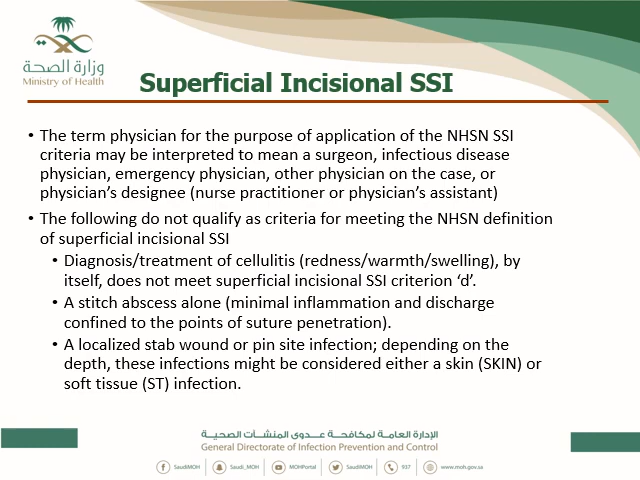 وزارة الصحة
Ministry of Health
Superficial Incisional SSI
• The term physician for the purpose of application of the NHSN SSI
criteria may be interpreted to mean a surgeon, infectious disease
physician, emergency physician, other physician on the case, or
physician’s designee (nurse practitioner or physician’s assistant)
• The following do not qualify as criteria for meeting the NHSN definition
of superficial incisional SSI
• Diagnosis/treatment of cellulitis (redness/warmth/swelling), by
itself, does not meet superficial incisional SSI criterion ‘d’.
• A stitch abscess alone (minimal inflammation and discharge
confined to the points of suture penetration).
• A localized stab wound or pin site infection; depending on the
depth, these infections might be considered either a skin (SKIN) or
soft tissue (ST) infection.
الإدارة العامة لمكافحة عدوى المنشآت الصحية
General Directorate of Infection Prevention and Control
SaudiMOH | Saudi_MOH | MOHPortal | SaudiMOH | 937 | www.moh.gov.sa